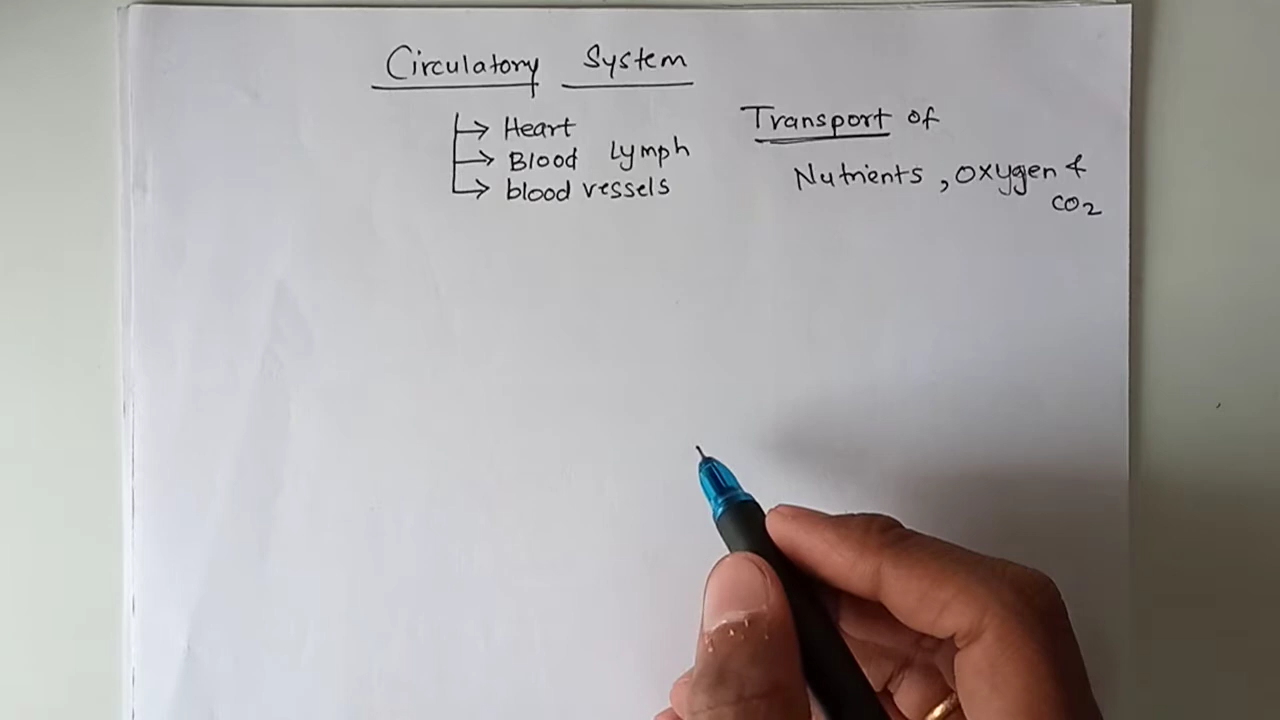 Circulatory System
Heart
Blood Lymph
blood vessels
Transport of
Nutrients, Oxygen &
CO2